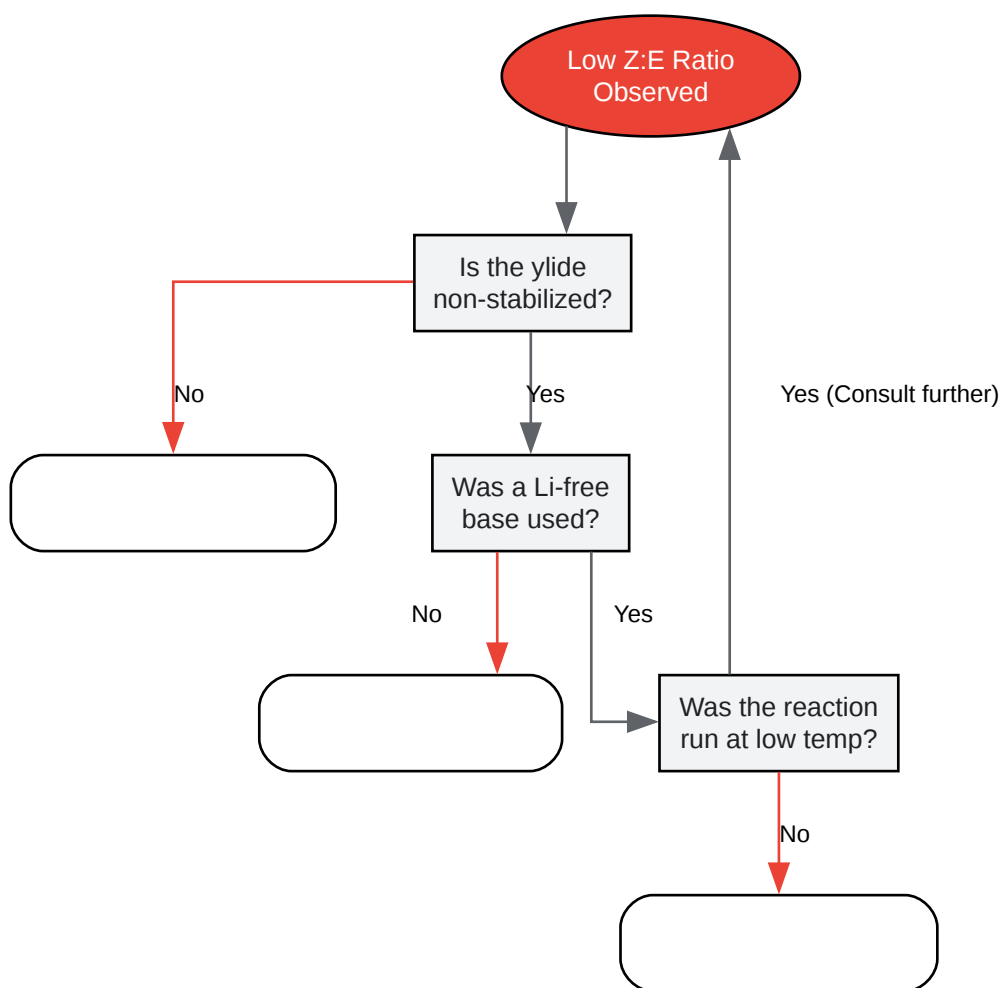 Low Z:E Ratio
Observed
Is the ylide
non-stabilized?
No
Yes
Yes (Consult further)
Was a Li-free
base used?
No
Yes
Was the reaction
run at low temp?
No